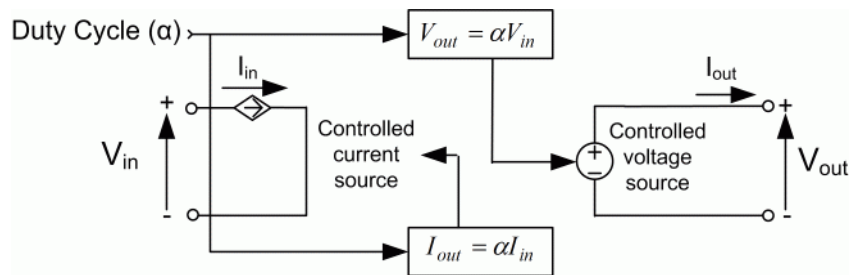 Duty Cycle (α)
V_out = αV_in
I_in
I_out
+
+
V_in
Controlled
current
source
+
−
Controlled
voltage
source
V_out
-
-
I_out = αI_in